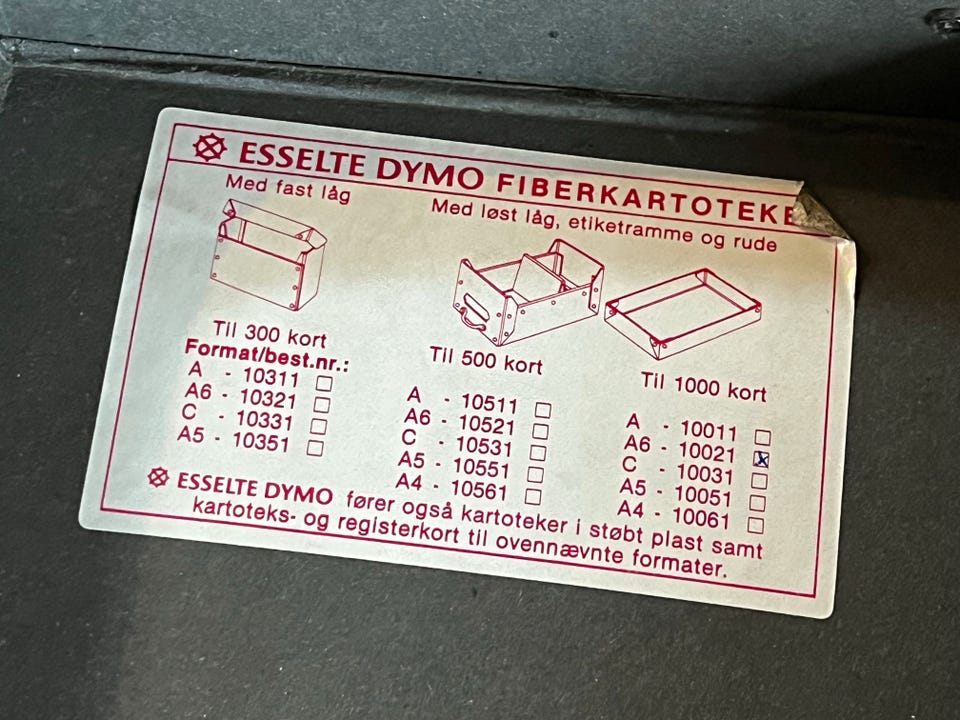 ESSELTE DYMO FIBERKARTOTEKE
Med fast låg
Til 300 kort
Format/best.nr.:
A - 10311 ☐
A6 - 10321 ☐
C - 10331 ☐
A5 - 10351 ☐
Med løst låg, etiketramme og rude
Til 500 kort
A - 10511 ☐
A6 - 10521 ☐
C - 10531 ☐
A5 - 10551 ☐
A4 - 10561 ☐
Til 1000 kort
A - 10011 ☐
A6 - 10021 ☒
C - 10031 ☐
A5 - 10051 ☐
A4 - 10061 ☐
ESSELTE DYMO fører også kartoteker i støbt plast samt
kartoteks- og registerkort til ovennævnte formater.